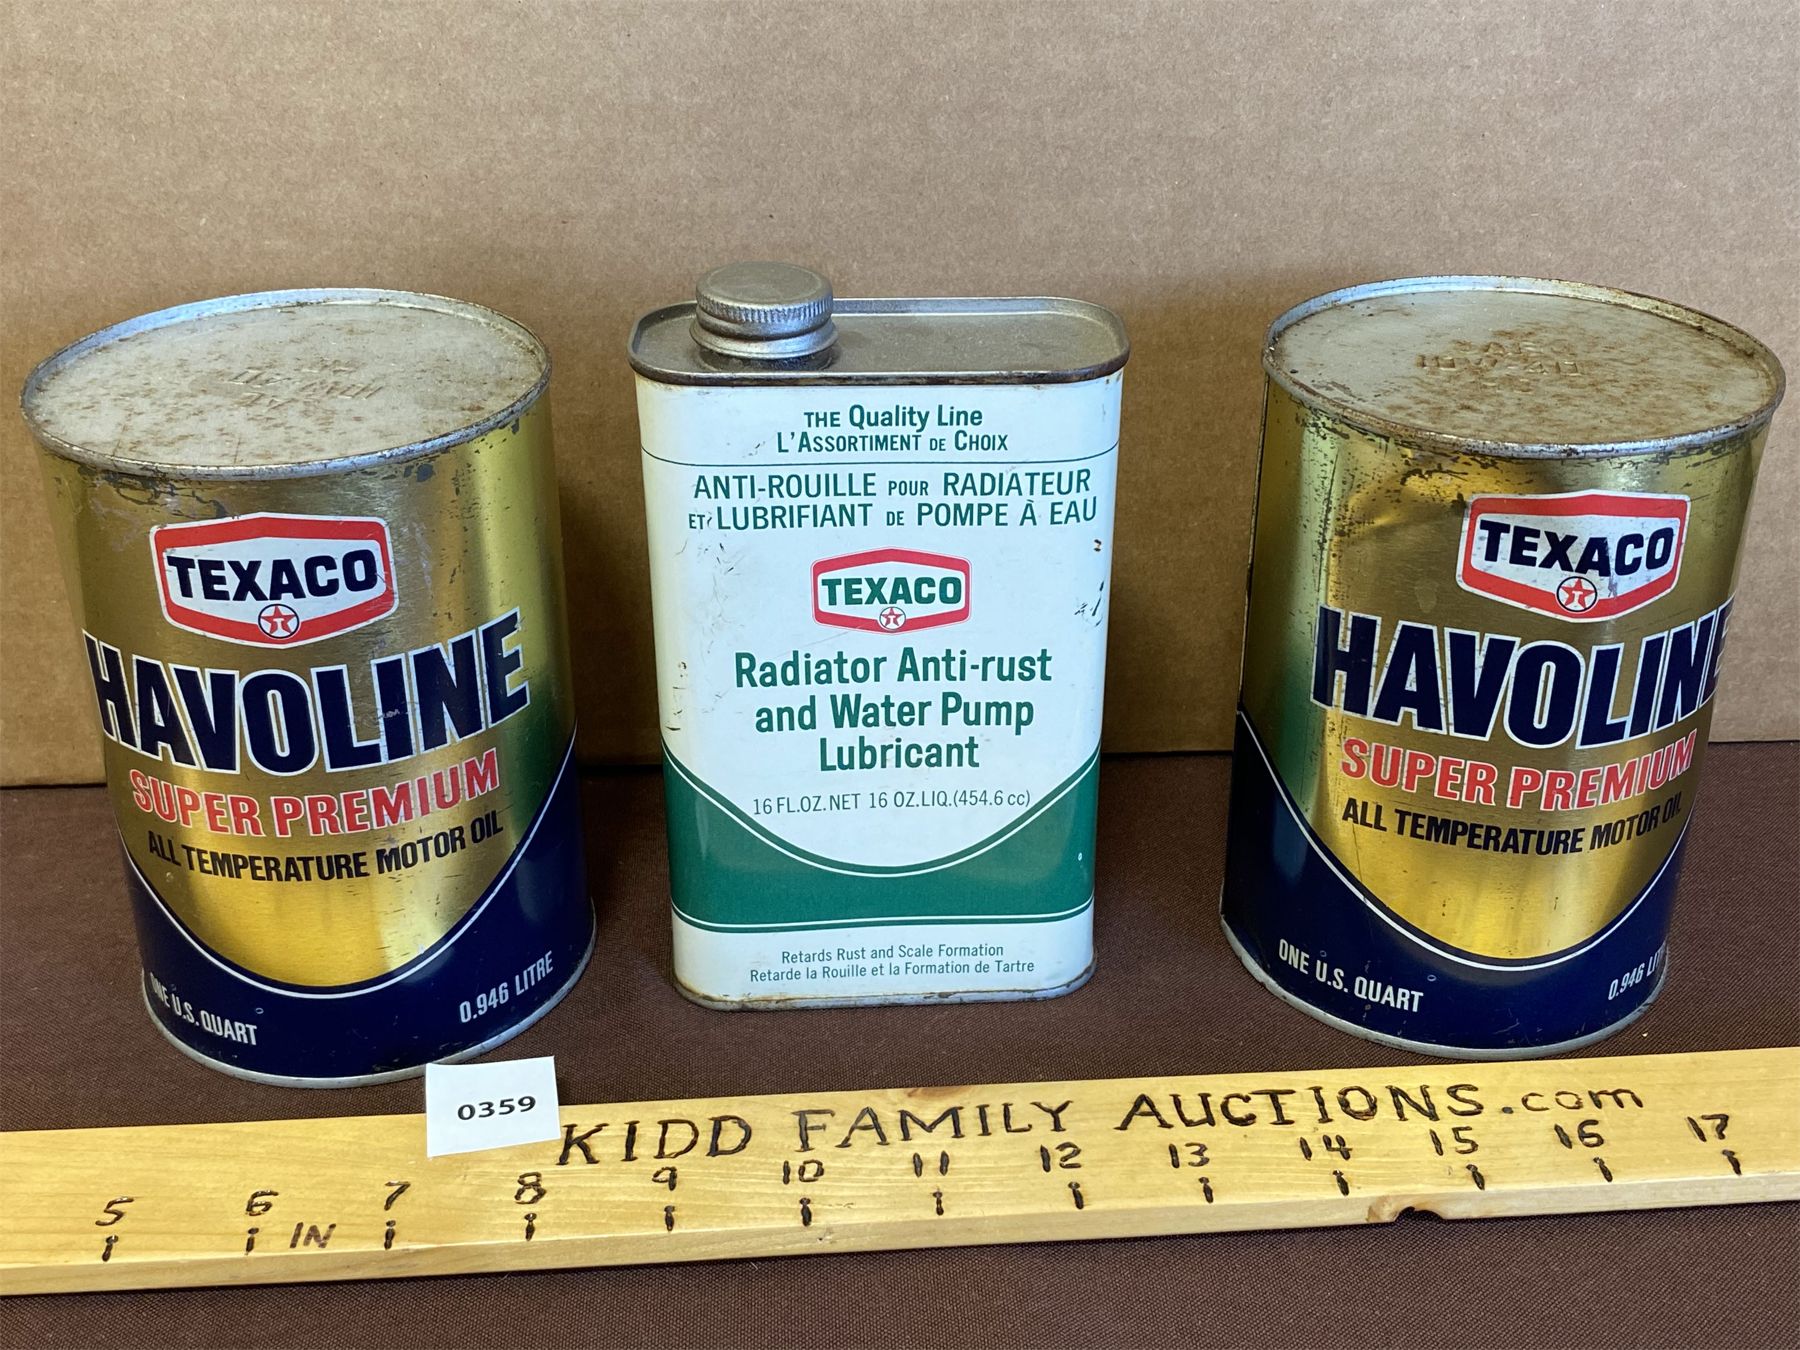 TEXACO
HAVOLINE
SUPER PREMIUM
ALL TEMPERATURE MOTOR OIL
ONE U.S. QUART
0.946 LITRE
THE Quality Line
L'ASSORTIMENT DE CHOIX
ANTI-ROUILLE POUR RADIATEUR
ET LUBRIFIANT DE POMPE À EAU
TEXACO
Radiator Anti-rust
and Water Pump
Lubricant
16 FL.OZ. NET 16 OZ.LIQ.(454.6 cc)
Retards Rust and Scale Formation
Retarde la Rouille et la Formation de Tartre
TEXACO
HAVOLINE
SUPER PREMIUM
ALL TEMPERATURE MOTOR OIL
ONE U.S. QUART
0.946 LIT
0359
KIDD FAMILY AUCTIONS.com
5 6 7 8 9 10 11 12 13 14 15 16 17
IN